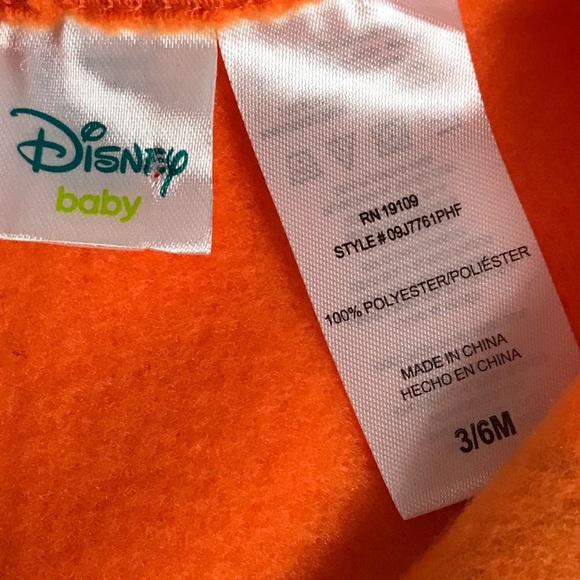 Disney
baby
RN 19109
STYLE# 09J7761PHF
100% POLYESTER/POLIÉSTER
MADE IN CHINA
HECHO EN CHINA
3/6M